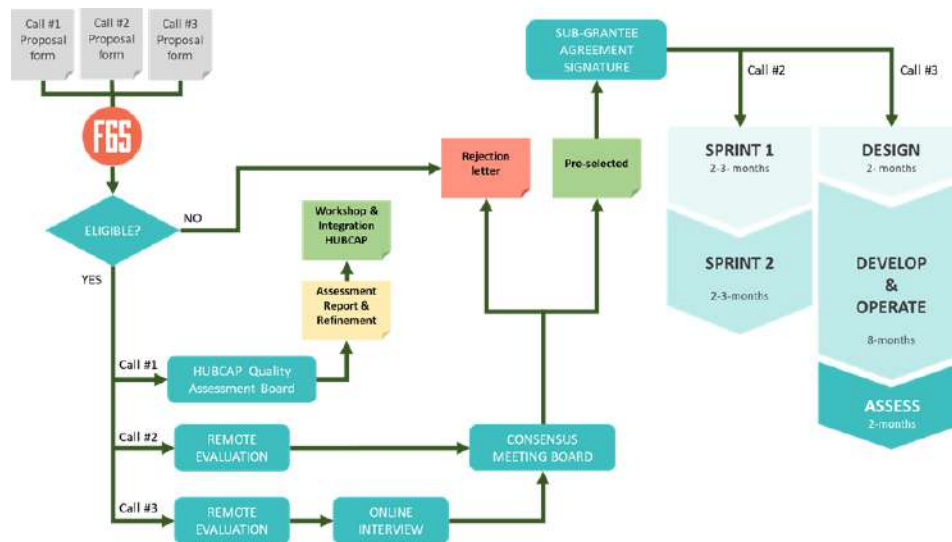 Call #1
Proposal
form
Call #2
Proposal
form
Call #3
Proposal
form
F6S
ELIGIBLE?
NO
YES
Rejection
letter
Pre-selected
SUB-GRANTEE
AGREEMENT
SIGNATURE
Call #2
Call #3
SPRINT 1
2-3- months
SPRINT 2
2-3-months
DESIGN
2- months
DEVELOP
&
OPERATE
8-months
ASSESS
2-months
Workshop &
Integration
HUBCAP
Assessment
Report &
Refinement
Call #1
HUBCAP Quality
Assessment Board
Call #2
REMOTE
EVALUATION
CONSENSUS
MEETING BOARD
Call #3
REMOTE
EVALUATION
ONLINE
INTERVIEW